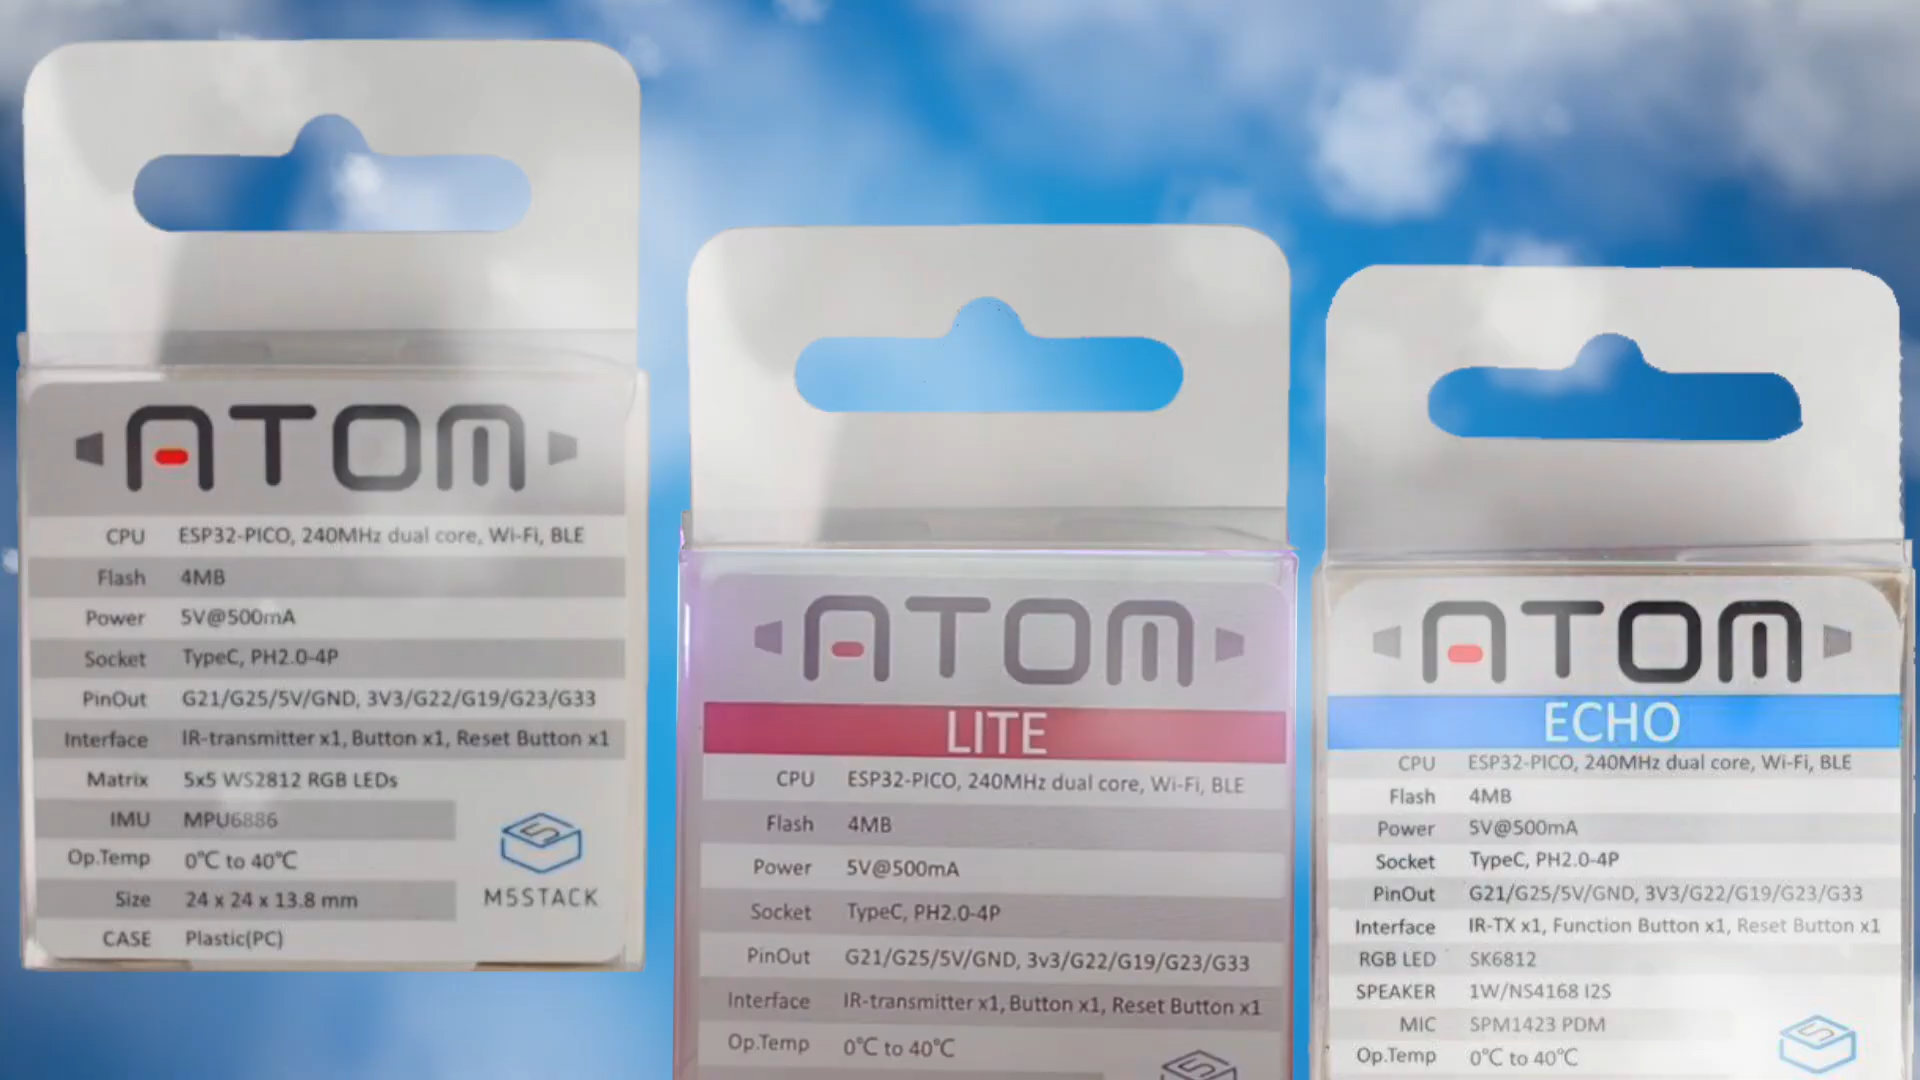 ATOM
CPU ESP32-PICO, 240MHz dual core, Wi-Fi, BLE
Flash 4MB
Power 5V@500mA
Socket TypeC, PH2.0-4P
PinOut G21/G25/5V/GND, 3V3/G22/G19/G23/G33
Interface IR-transmitter x1, Button x1, Reset Button x1
Matrix 5x5 WS2812 RGB LEDs
IMU MPU6886
Op.Temp 0℃ to 40℃
Size 24 x 24 x 13.8 mm
CASE Plastic(PC)
M5STACK
ATOM
LITE
CPU ESP32-PICO, 240MHz dual core, Wi-Fi, BLE
Flash 4MB
Power 5V@500mA
Socket TypeC, PH2.0-4P
PinOut G21/G25/5V/GND, 3v3/G22/G19/G23/G33
Interface IR-transmitter x1, Button x1, Reset Button x1
Op.Temp 0℃ to 40℃
ATOM
ECHO
CPU ESP32-PICO, 240MHz dual core, Wi-Fi, BLE
Flash 4MB
Power 5V@500mA
Socket TypeC, PH2.0-4P
PinOut G21/G25/5V/GND, 3V3/G22/G19/G23/G33
Interface IR-TX x1, Function Button x1, Reset Button x1
RGB LED SK6812
SPEAKER 1W/NS4168 I2S
MIC SPM1423 PDM
Op.Temp 0℃ to 40℃